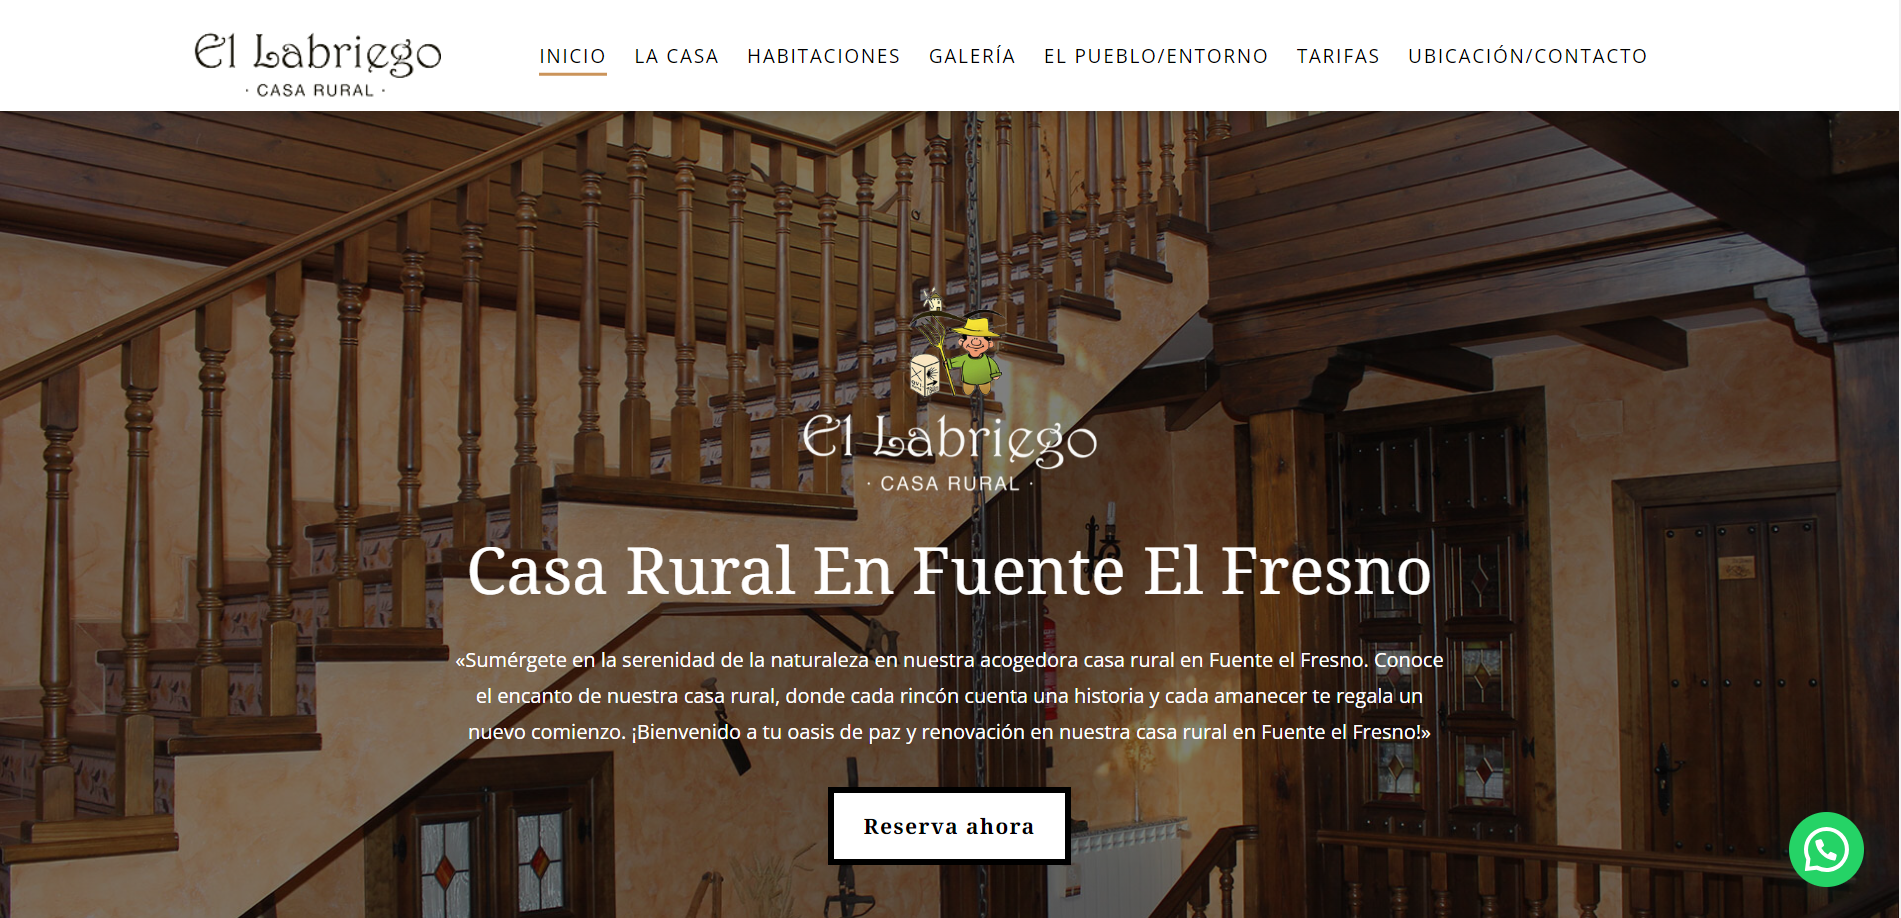 El Labriego
· CASA RURAL ·
INICIO
LA CASA
HABITACIONES
GALERÍA
EL PUEBLO/ENTORNO
TARIFAS
UBICACIÓN/CONTACTO
El Labriego
· CASA RURAL ·
Casa Rural En Fuente El Fresno
«Sumérgete en la serenidad de la naturaleza en nuestra acogedora casa rural en Fuente el Fresno. Conoce
el encanto de nuestra casa rural, donde cada rincón cuenta una historia y cada amanecer te regala un
nuevo comienzo. ¡Bienvenido a tu oasis de paz y renovación en nuestra casa rural en Fuente el Fresno!»
Reserva ahora